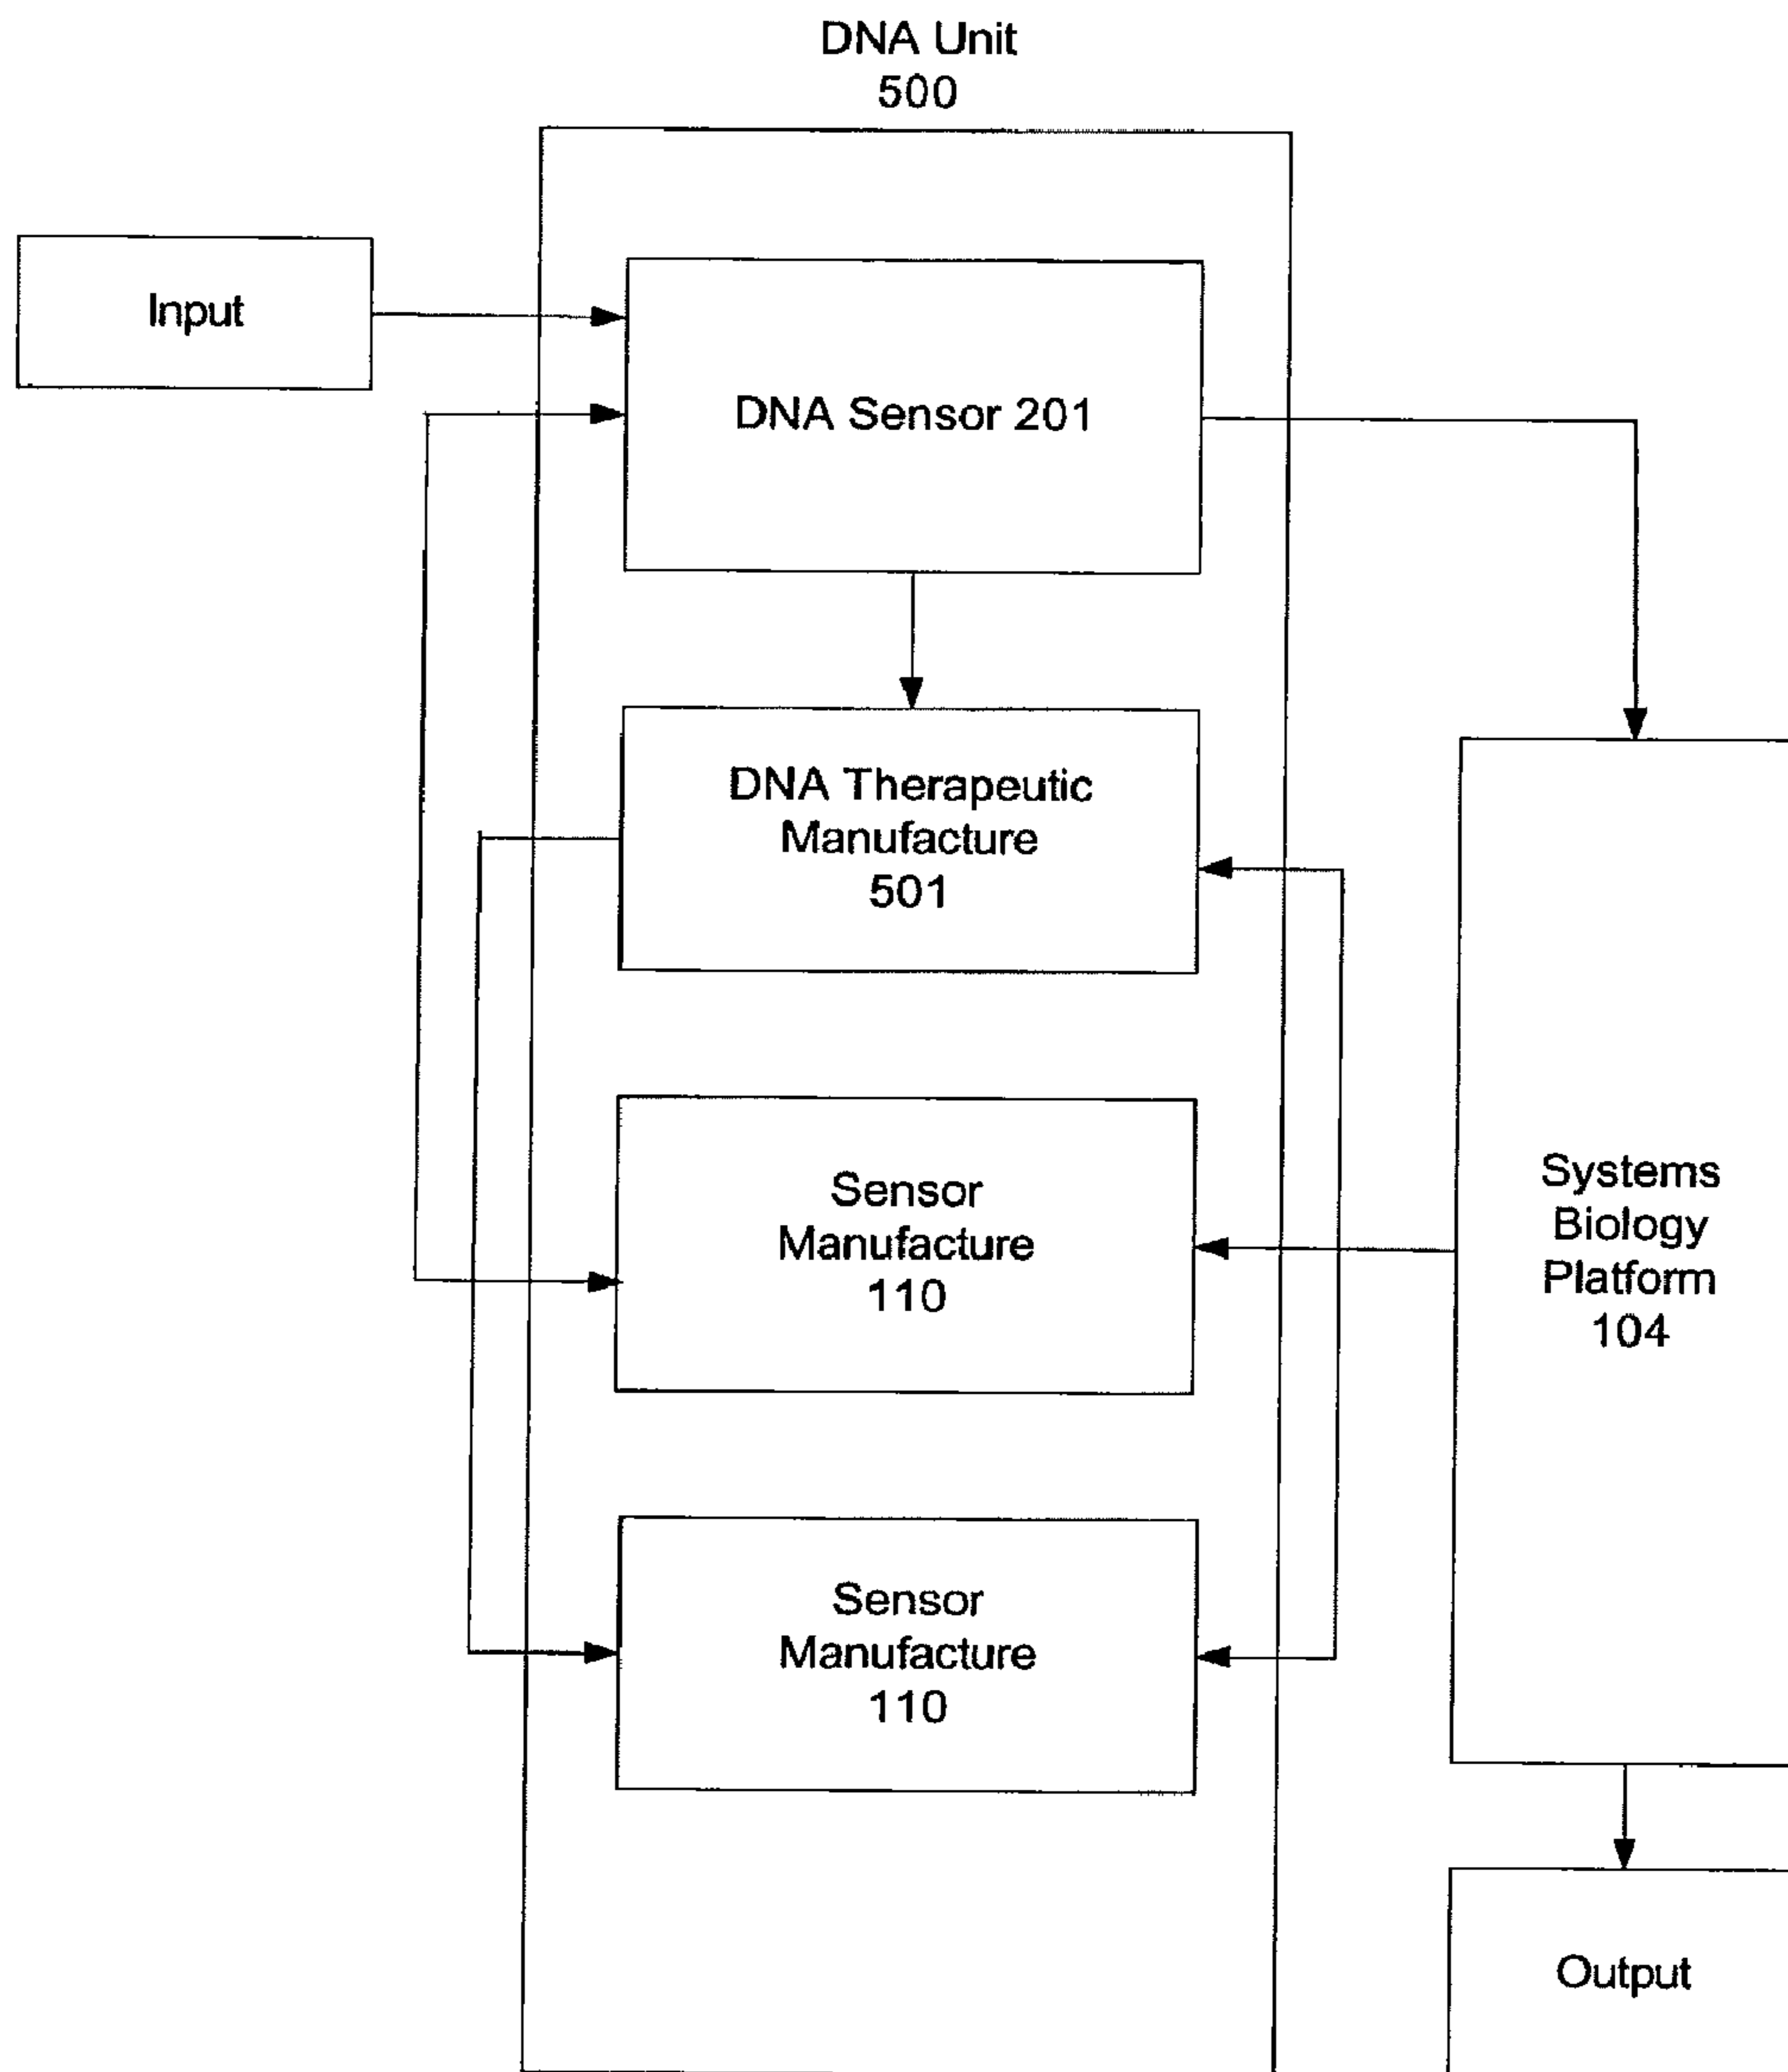 DNA Unit
500
Input
DNA Sensor 201
DNA Therapeutic
Manufacture
501
Sensor
Manufacture
110
Systems
Biology
Platform
104
Sensor
Manufacture
110
Output